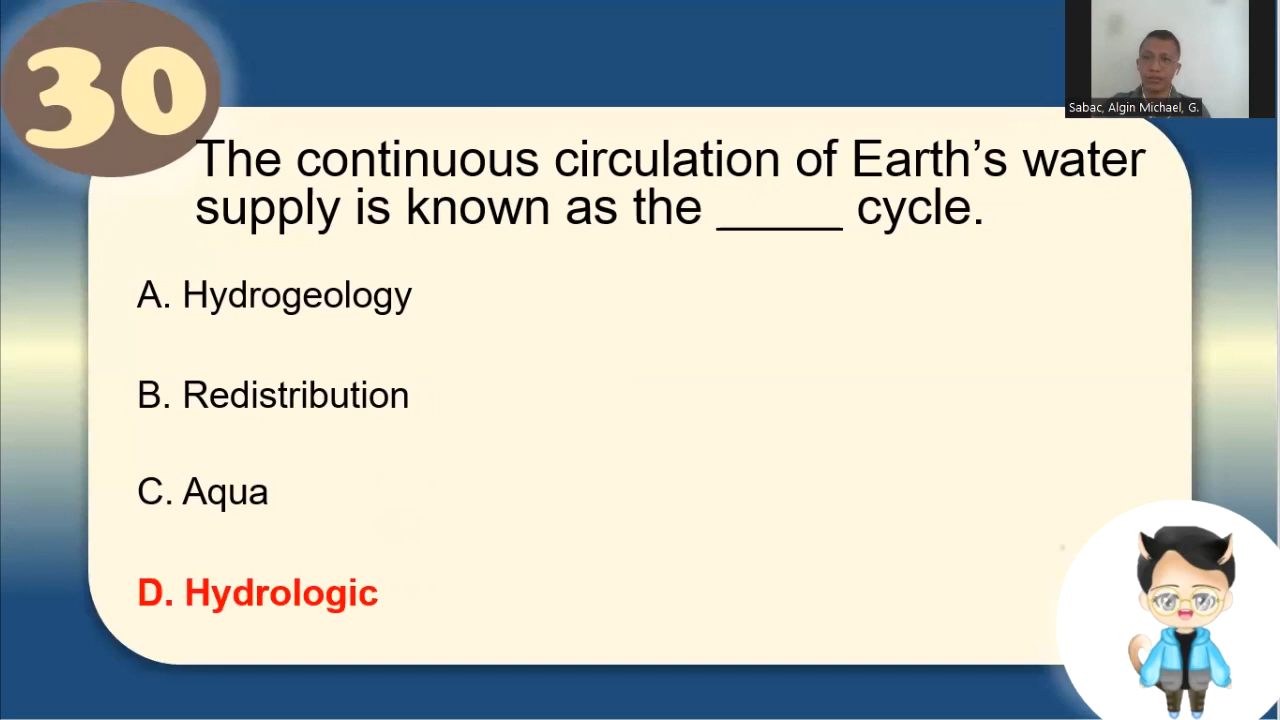 30
Sabac, Algin Michael, G.
The continuous circulation of Earth’s water
supply is known as the _____ cycle.
A. Hydrogeology
B. Redistribution
C. Aqua
D. Hydrologic